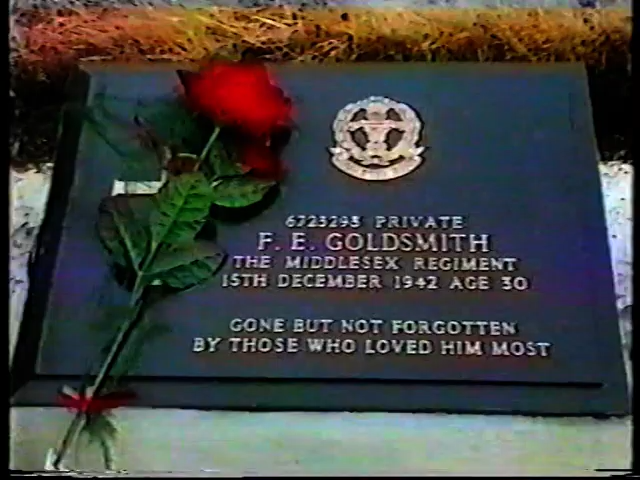 6723293 PRIVATE
F. E. GOLDSMITH
THE MIDDLESEX REGIMENT
15TH DECEMBER 1942 AGE 30
GONE BUT NOT FORGOTTEN
BY THOSE WHO LOVED HIM MOST